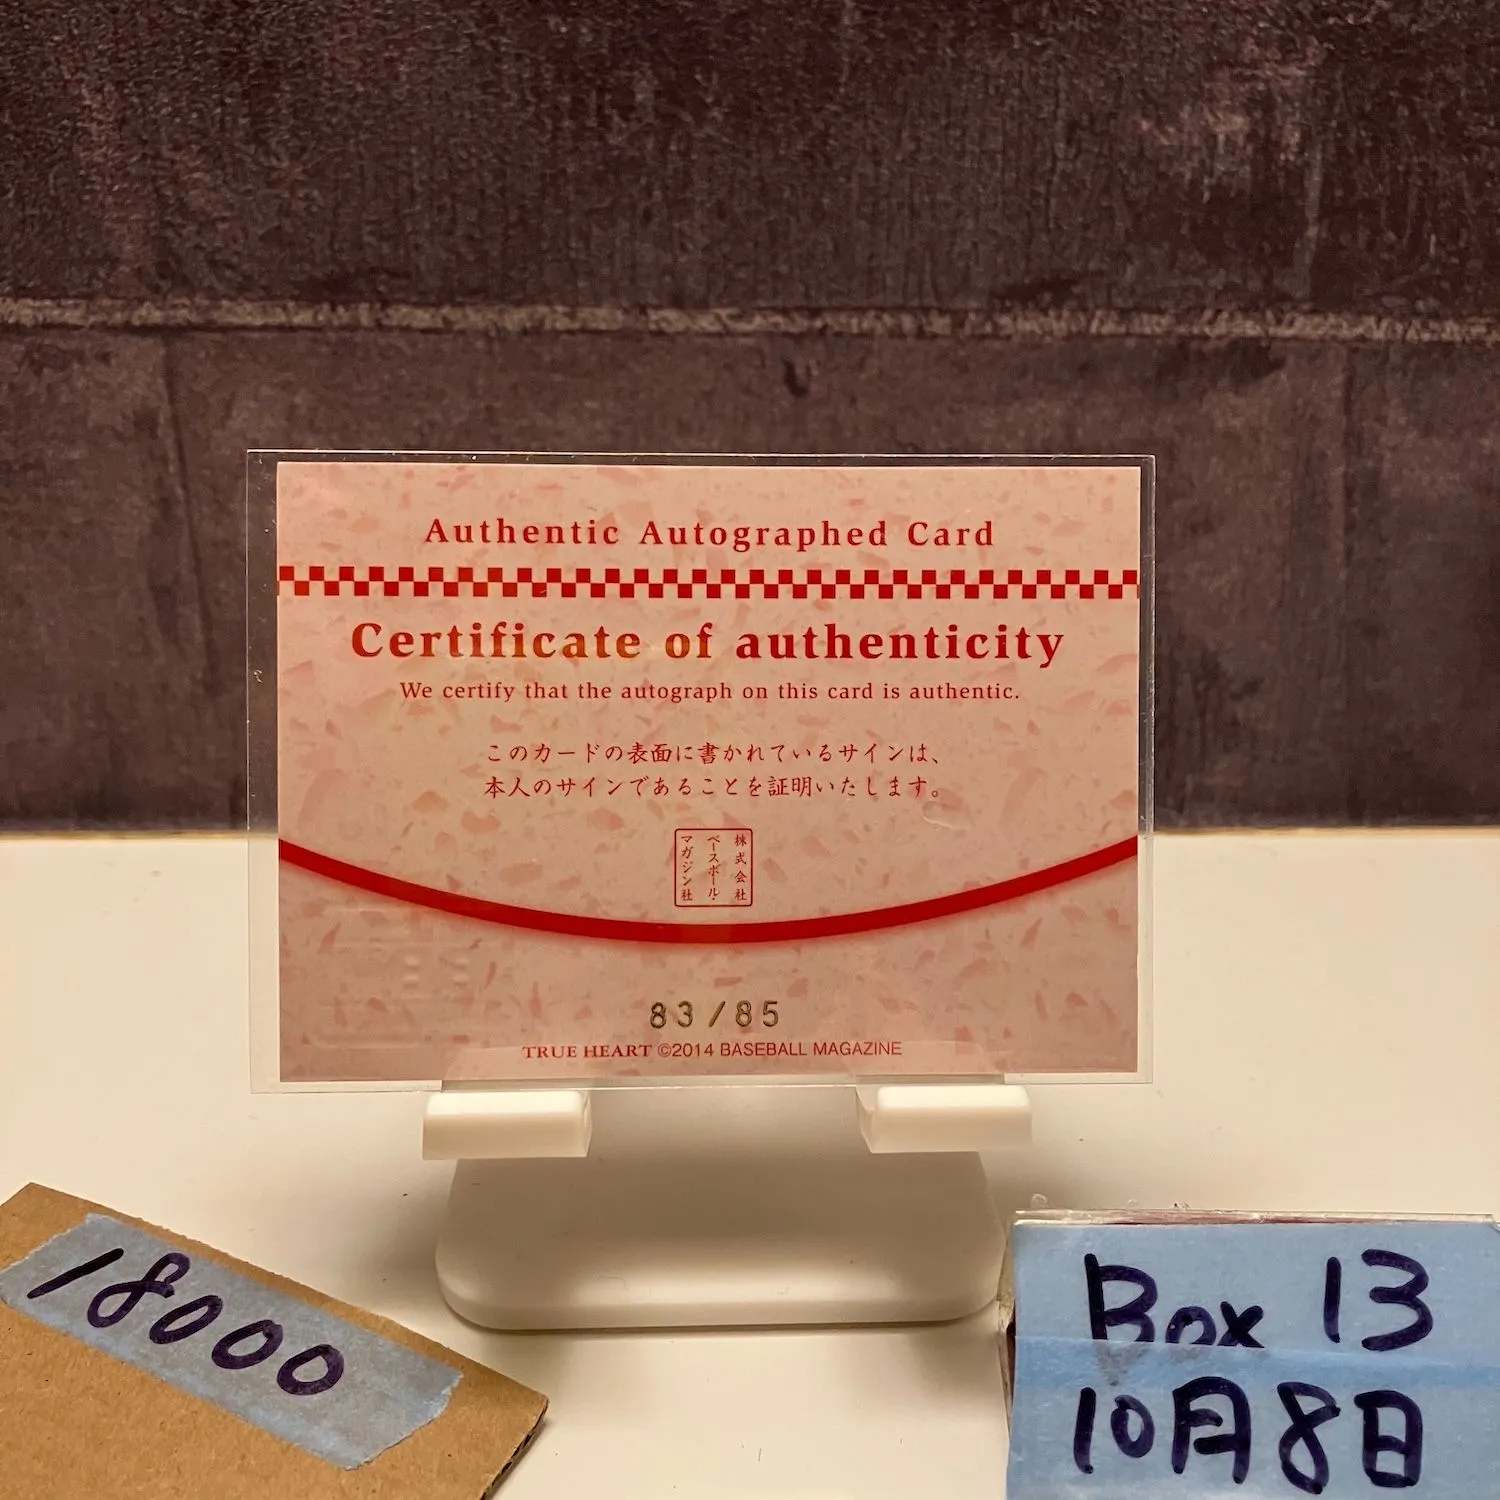 Authentic Autographed Card
Certificate of authenticity
We certify that the autograph on this card is authentic.
このカードの表面に書かれているサインは、
本人のサインであることを証明いたします。
株式会社
ベースボール・
マガジン社
83/85
TRUE HEART ©2014 BASEBALL MAGAZINE
18000
Box 13
10月8日